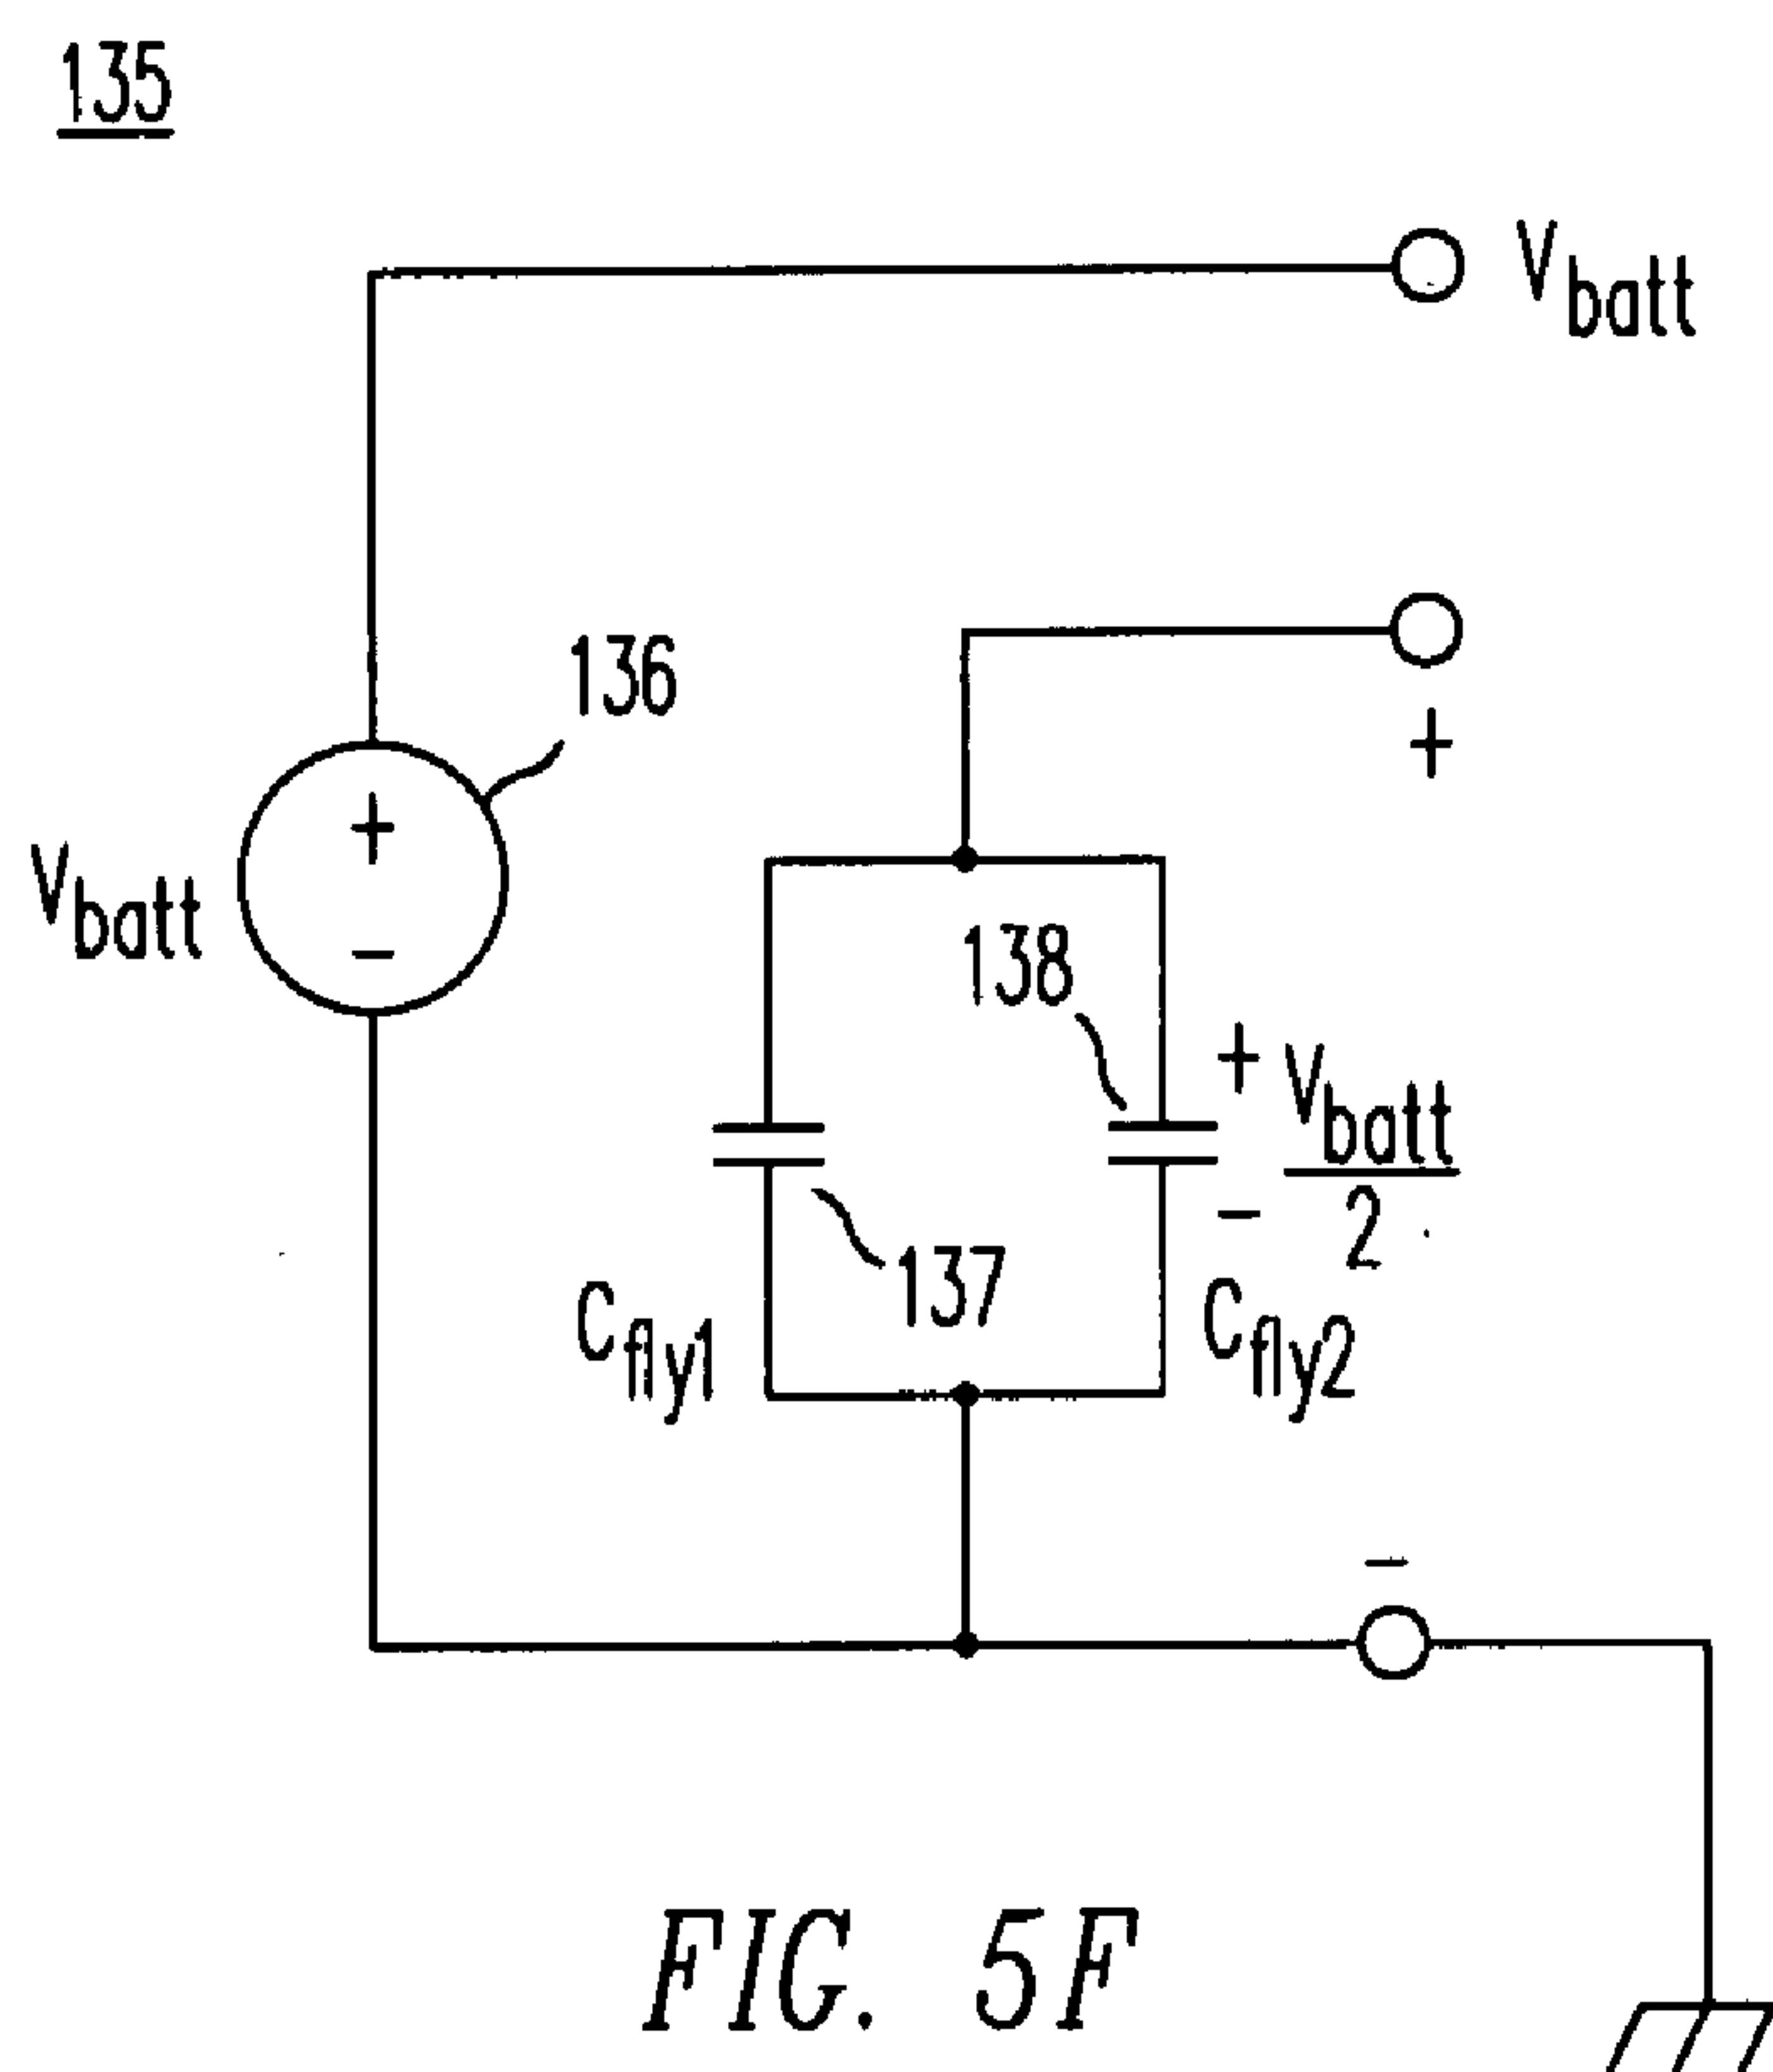 135
Vbatt
136
+
+
Vbatt
-
138
+
Vbatt
-
2
137
Cfly1
Cfly2
-
FIG. 5F